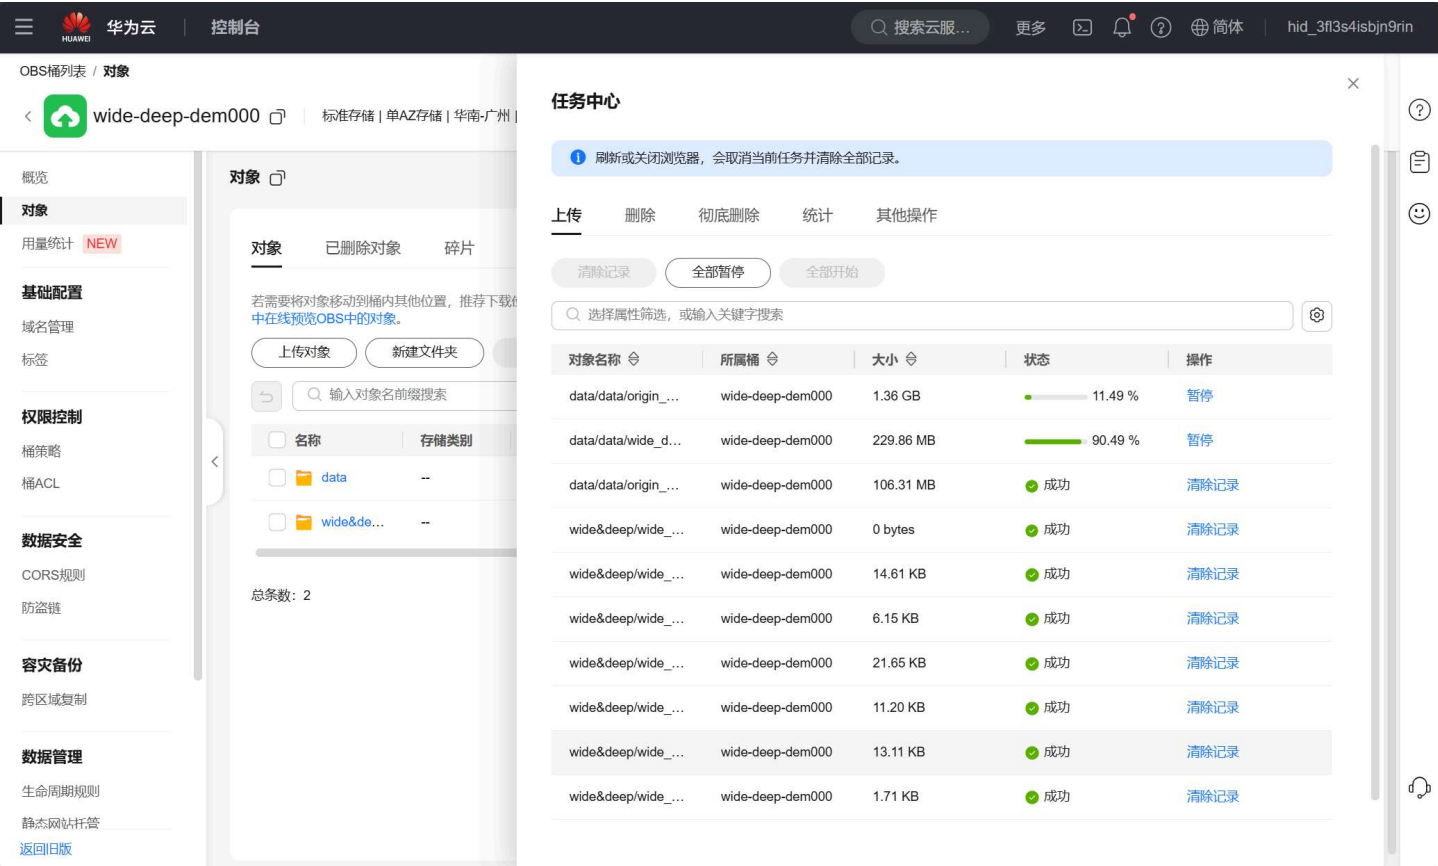 HUAWEI
华为云
控制台
搜索云服...
更多
简体
hid_3fl3s4isbjn9rin
OBS桶列表 / 对象
wide-deep-dem000
标准存储 | 单AZ存储 | 华南-广州 |
概览
对象
用量统计 NEW
基础配置
域名管理
标签
权限控制
桶策略
桶ACL
数据安全
CORS规则
防盗链
容灾备份
跨区域复制
数据管理
生命周期规则
静态网站托管
返回旧版
对象
对象 已删除对象 碎片
若需要将对象移动到桶内其他位置，推荐下载
中在线预览OBS中的对象。
上传对象 新建文件夹
输入对象名前缀搜索
名称 存储类别
data --
wide&de... --
总条数：2
任务中心
刷新或关闭浏览器，会取消当前任务并清除全部记录。
上传 删除 彻底删除 统计 其他操作
清除记录 全部暂停 全部开始
选择属性筛选，或输入关键字搜索
对象名称 所属桶 大小 状态 操作
data/data/origin_... wide-deep-dem000 1.36 GB 11.49 % 暂停
data/data/wide_d... wide-deep-dem000 229.86 MB 90.49 % 暂停
data/data/origin_... wide-deep-dem000 106.31 MB 成功 清除记录
wide&deep/wide_... wide-deep-dem000 0 bytes 成功 清除记录
wide&deep/wide_... wide-deep-dem000 14.61 KB 成功 清除记录
wide&deep/wide_... wide-deep-dem000 6.15 KB 成功 清除记录
wide&deep/wide_... wide-deep-dem000 21.65 KB 成功 清除记录
wide&deep/wide_... wide-deep-dem000 11.20 KB 成功 清除记录
wide&deep/wide_... wide-deep-dem000 13.11 KB 成功 清除记录
wide&deep/wide_... wide-deep-dem000 1.71 KB 成功 清除记录